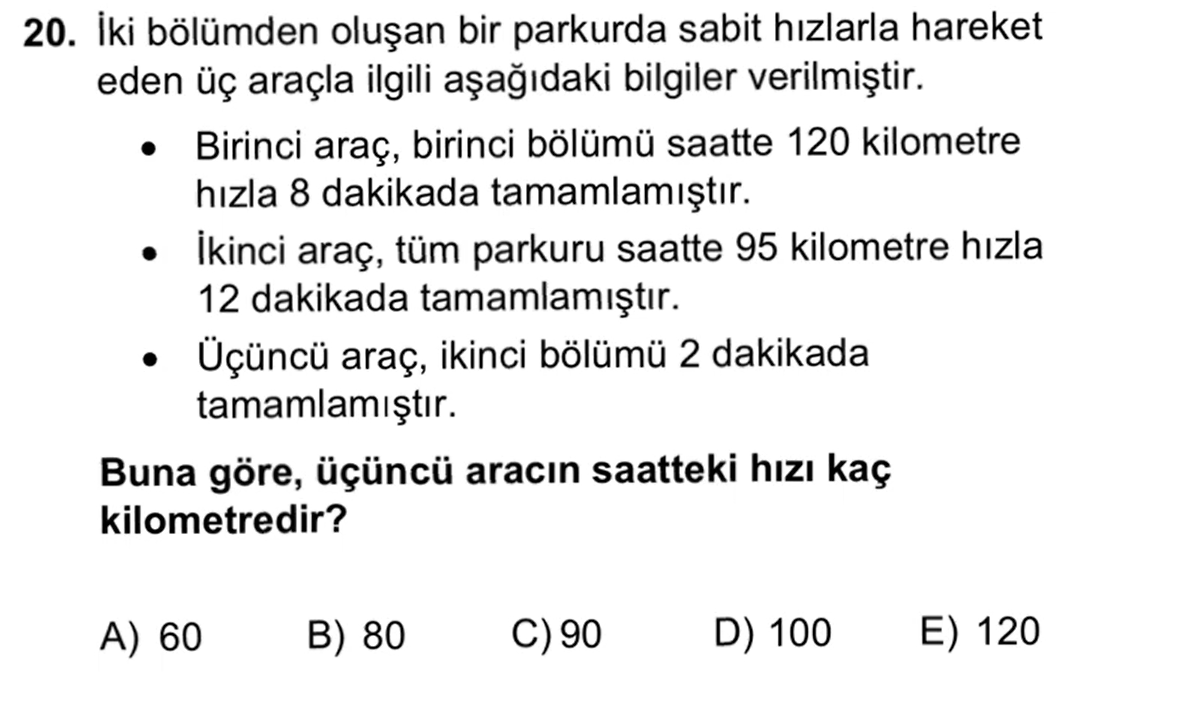 20. İki bölümden oluşan bir parkurda sabit hızlarla hareket
eden üç araçla ilgili aşağıdaki bilgiler verilmiştir.
• Birinci araç, birinci bölümü saatte 120 kilometre
hızla 8 dakikada tamamlamıştır.
• İkinci araç, tüm parkuru saatte 95 kilometre hızla
12 dakikada tamamlamıştır.
• Üçüncü araç, ikinci bölümü 2 dakikada
tamamlamıştır.
Buna göre, üçüncü aracın saatteki hızı kaç
kilometredir?
A) 60 B) 80 C) 90 D) 100 E) 120